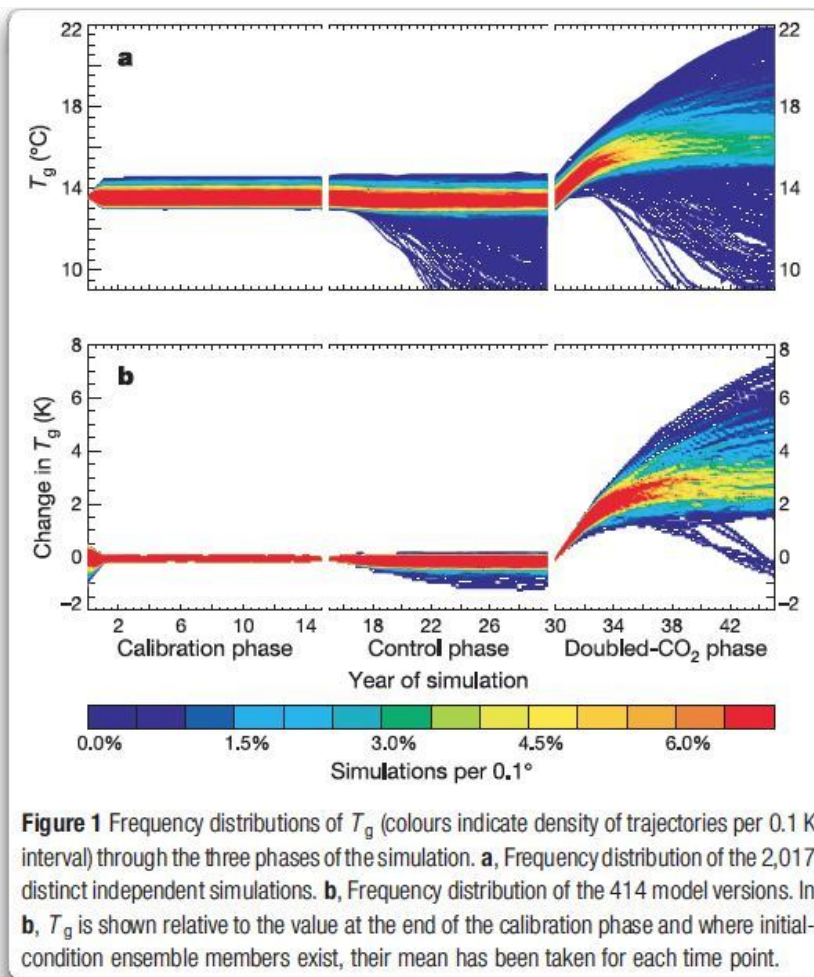 22
18
14
10
a
T_g (°C)
22
18
14
10
8
6
4
2
0
−2
b
Change in T_g (K)
8
6
4
2
0
−2
2 6 10 14 18 22 26 30 34 38 42
Calibration phase Control phase Doubled-CO₂ phase
Year of simulation
0.0% 1.5% 3.0% 4.5% 6.0%
Simulations per 0.1°
Figure 1 Frequency distributions of T_g (colours indicate density of trajectories per 0.1 K
interval) through the three phases of the simulation. a, Frequency distribution of the 2,017
distinct independent simulations. b, Frequency distribution of the 414 model versions. In
b, T_g is shown relative to the value at the end of the calibration phase and where initial-
condition ensemble members exist, their mean has been taken for each time point.